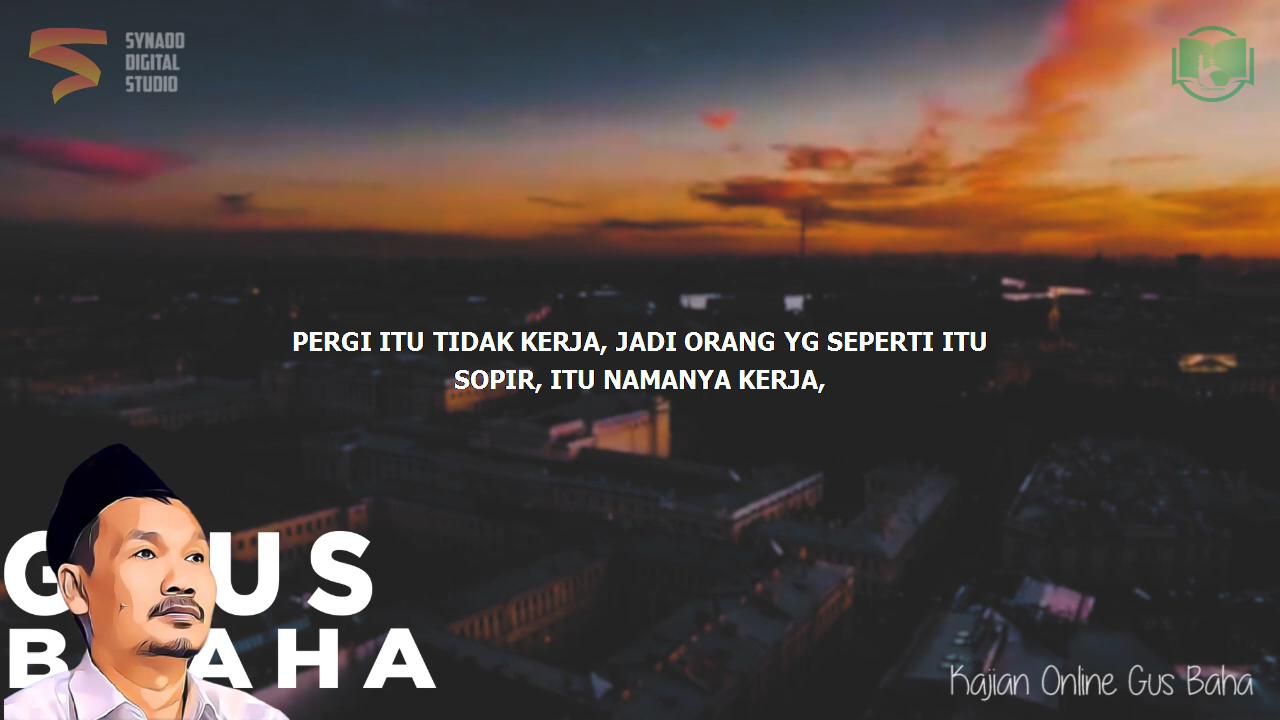 SYNADO
DIGITAL
STUDIO
PERGI ITU TIDAK KERJA, JADI ORANG YG SEPERTI ITU
SOPIR, ITU NAMANYA KERJA,
GUS
BAHA
Kajian Online Gus Baha